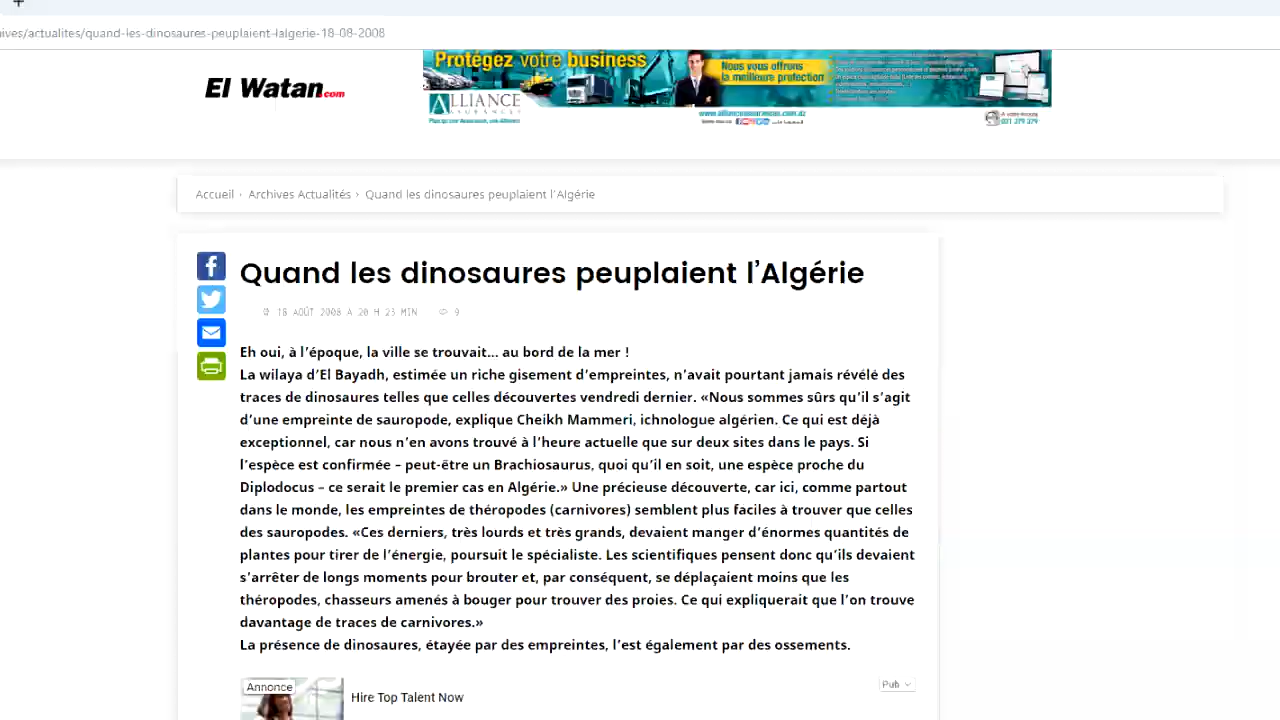 +
ives/actualites/quand-les-dinosaures-peuplaient-lalgerie-18-08-2008
El Watan.com
Protégez votre business
Nous vous offrons
la meilleure protection
ALLIANCE
ASSURANCES
www.allianceassurances.com.dz
021 379 379
Accueil › Archives Actualités › Quand les dinosaures peuplaient l'Algérie
Quand les dinosaures peuplaient l'Algérie
18 AOÛT 2008 A 20 H 23 MIN 9
Eh oui, à l'époque, la ville se trouvait... au bord de la mer !
La wilaya d'El Bayadh, estimée un riche gisement d'empreintes, n'avait pourtant jamais révélé des
traces de dinosaures telles que celles découvertes vendredi dernier. «Nous sommes sûrs qu'il s'agit
d'une empreinte de sauropode, explique Cheikh Mammeri, ichnologue algérien. Ce qui est déjà
exceptionnel, car nous n'en avons trouvé à l'heure actuelle que sur deux sites dans le pays. Si
l'espèce est confirmée – peut-être un Brachiosaurus, quoi qu'il en soit, une espèce proche du
Diplodocus – ce serait le premier cas en Algérie.» Une précieuse découverte, car ici, comme partout
dans le monde, les empreintes de théropodes (carnivores) semblent plus faciles à trouver que celles
des sauropodes. «Ces derniers, très lourds et très grands, devaient manger d'énormes quantités de
plantes pour tirer de l'énergie, poursuit le spécialiste. Les scientifiques pensent donc qu'ils devaient
s'arrêter de longs moments pour brouter et, par conséquent, se déplaçaient moins que les
théropodes, chasseurs amenés à bouger pour trouver des proies. Ce qui expliquerait que l'on trouve
davantage de traces de carnivores.»
La présence de dinosaures, étayée par des empreintes, l'est également par des ossements.
Annonce
Hire Top Talent Now
Pub